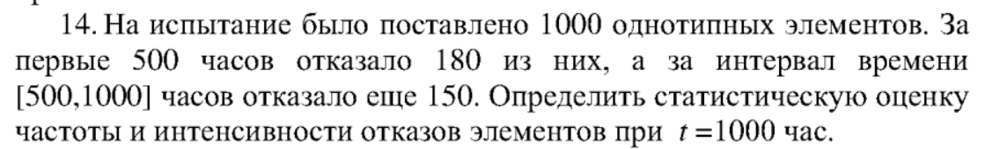 14. На испытание было поставлено 1000 однотипных элементов. За
первые 500 часов отказало 180 из них, а за интервал времени
[500,1000] часов отказало еще 150. Определить статистическую оценку
частоты и интенсивности отказов элементов при t =1000 час.